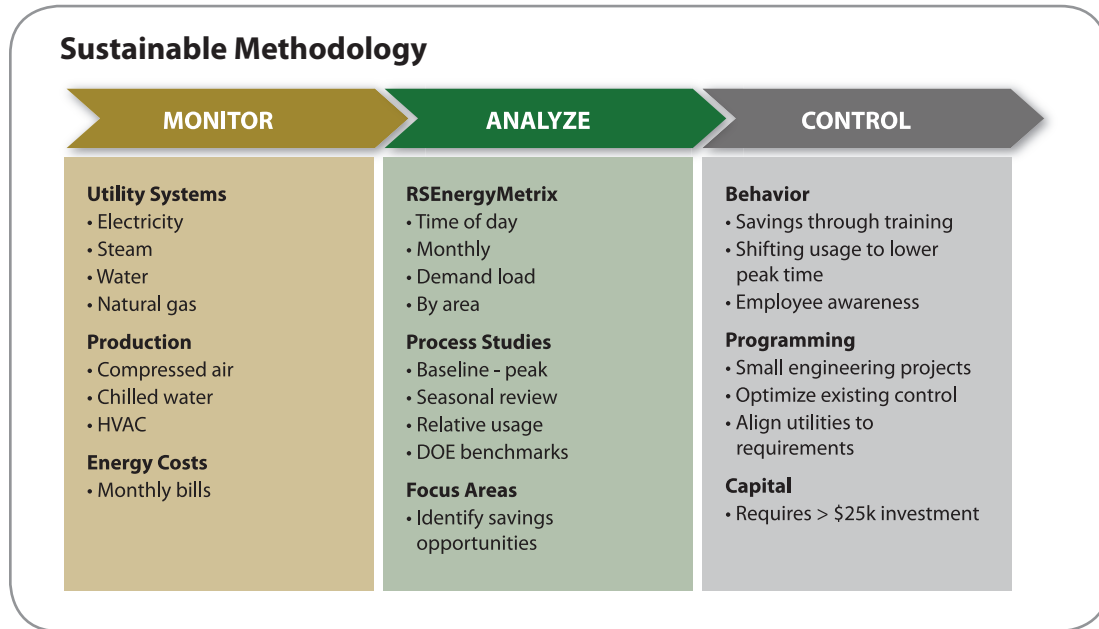 Sustainable Methodology
MONITOR
ANALYZE
CONTROL
Utility Systems
• Electricity
• Steam
• Water
• Natural gas
Production
• Compressed air
• Chilled water
• HVAC
Energy Costs
• Monthly bills
RSEnergyMetrix
• Time of day
• Monthly
• Demand load
• By area
Process Studies
• Baseline - peak
• Seasonal review
• Relative usage
• DOE benchmarks
Focus Areas
• Identify savings
opportunities
Behavior
• Savings through training
• Shifting usage to lower
peak time
• Employee awareness
Programming
• Small engineering projects
• Optimize existing control
• Align utilities to
requirements
Capital
• Requires > $25k investment